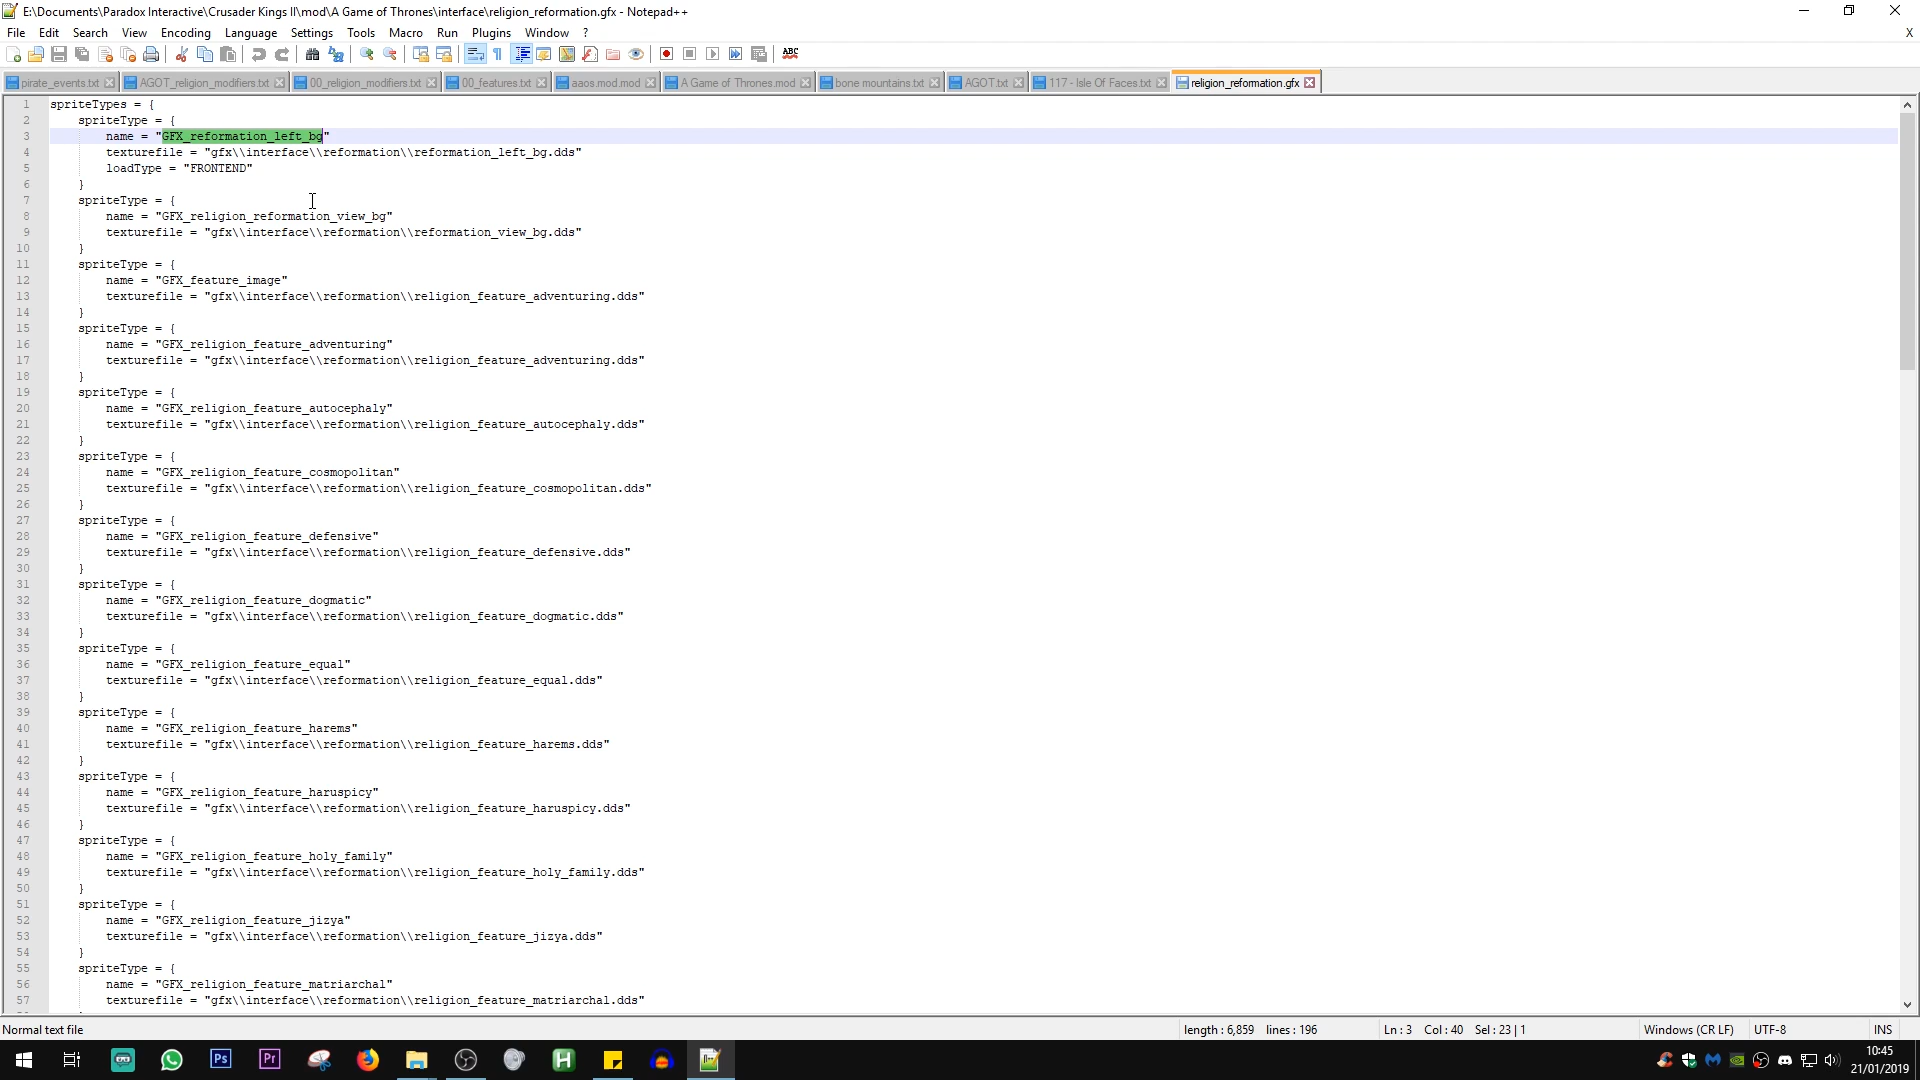 E:\Documents\Paradox Interactive\Crusader Kings II\mod\A Game of Thrones\interface\religion_reformation.gfx - Notepad++
File Edit Search View Encoding Language Settings Tools Macro Run Plugins Window ? X
ABC
pirate_events.txt AGOT_religion_modifiers.txt 00_religion_modifiers.txt 00_features.txt aaos.mod.mod A Game of Thrones.mod bone mountains.txt AGOT.txt 117 - Isle Of Faces.txt religion_reformation.gfx
1 spriteTypes = {
2 spriteType = {
3 name = "GFX_reformation_left_bg"
4 texturefile = "gfx\\interface\\reformation\\reformation_left_bg.dds"
5 loadType = "FRONTEND"
6 }
7 spriteType = {
8 name = "GFX_religion_reformation_view_bg"
9 texturefile = "gfx\\interface\\reformation\\reformation_view_bg.dds"
10 }
11 spriteType = {
12 name = "GFX_feature_image"
13 texturefile = "gfx\\interface\\reformation\\religion_feature_adventuring.dds"
14 }
15 spriteType = {
16 name = "GFX_religion_feature_adventuring"
17 texturefile = "gfx\\interface\\reformation\\religion_feature_adventuring.dds"
18 }
19 spriteType = {
20 name = "GFX_religion_feature_autocephaly"
21 texturefile = "gfx\\interface\\reformation\\religion_feature_autocephaly.dds"
22 }
23 spriteType = {
24 name = "GFX_religion_feature_cosmopolitan"
25 texturefile = "gfx\\interface\\reformation\\religion_feature_cosmopolitan.dds"
26 }
27 spriteType = {
28 name = "GFX_religion_feature_defensive"
29 texturefile = "gfx\\interface\\reformation\\religion_feature_defensive.dds"
30 }
31 spriteType = {
32 name = "GFX_religion_feature_dogmatic"
33 texturefile = "gfx\\interface\\reformation\\religion_feature_dogmatic.dds"
34 }
35 spriteType = {
36 name = "GFX_religion_feature_equal"
37 texturefile = "gfx\\interface\\reformation\\religion_feature_equal.dds"
38 }
39 spriteType = {
40 name = "GFX_religion_feature_harems"
41 texturefile = "gfx\\interface\\reformation\\religion_feature_harems.dds"
42 }
43 spriteType = {
44 name = "GFX_religion_feature_haruspicy"
45 texturefile = "gfx\\interface\\reformation\\religion_feature_haruspicy.dds"
46 }
47 spriteType = {
48 name = "GFX_religion_feature_holy_family"
49 texturefile = "gfx\\interface\\reformation\\religion_feature_holy_family.dds"
50 }
51 spriteType = {
52 name = "GFX_religion_feature_jizya"
53 texturefile = "gfx\\interface\\reformation\\religion_feature_jizya.dds"
54 }
55 spriteType = {
56 name = "GFX_religion_feature_matriarchal"
57 texturefile = "gfx\\interface\\reformation\\religion_feature_matriarchal.dds"
Normal text file length : 6,859 lines : 196 Ln : 3 Col : 40 Sel : 23 | 1 Windows (CR LF) UTF-8 INS
Ps Pr H
10:45
21/01/2019